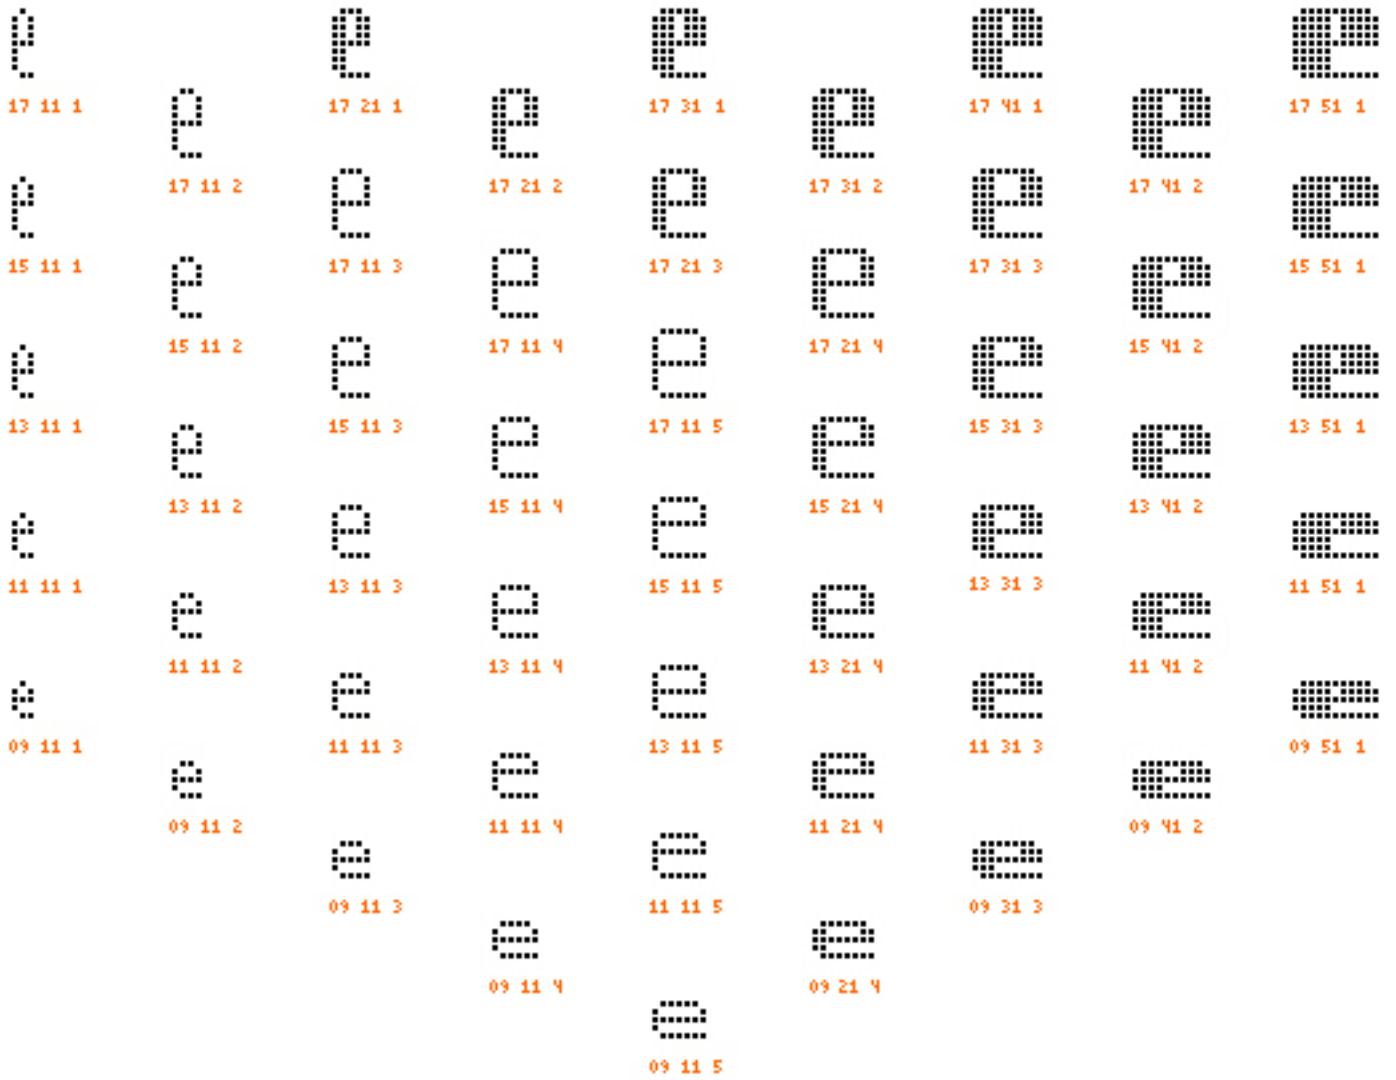 e e e e e
17 11 1 17 21 1 17 31 1 17 41 1 17 51 1
e e e e
17 11 2 17 21 2 17 31 2 17 41 2
e e e e e
15 11 1 17 11 3 17 21 3 17 31 3 15 51 1
e e e e
15 11 2 17 11 4 17 21 4 15 41 2
e e e e e
13 11 1 15 11 3 17 11 5 15 31 3 13 51 1
e e e e
13 11 2 15 11 4 15 21 4 13 41 2
e e e e e
11 11 1 13 11 3 15 11 5 13 31 3 11 51 1
e e e e
11 11 2 13 11 4 13 21 4 11 41 2
e e e e e
09 11 1 11 11 3 13 11 5 11 31 3 09 51 1
e e e e
09 11 2 11 11 4 11 21 4 09 41 2
e e e
09 11 3 11 11 5 09 31 3
e e
09 11 4 09 21 4
e
09 11 5